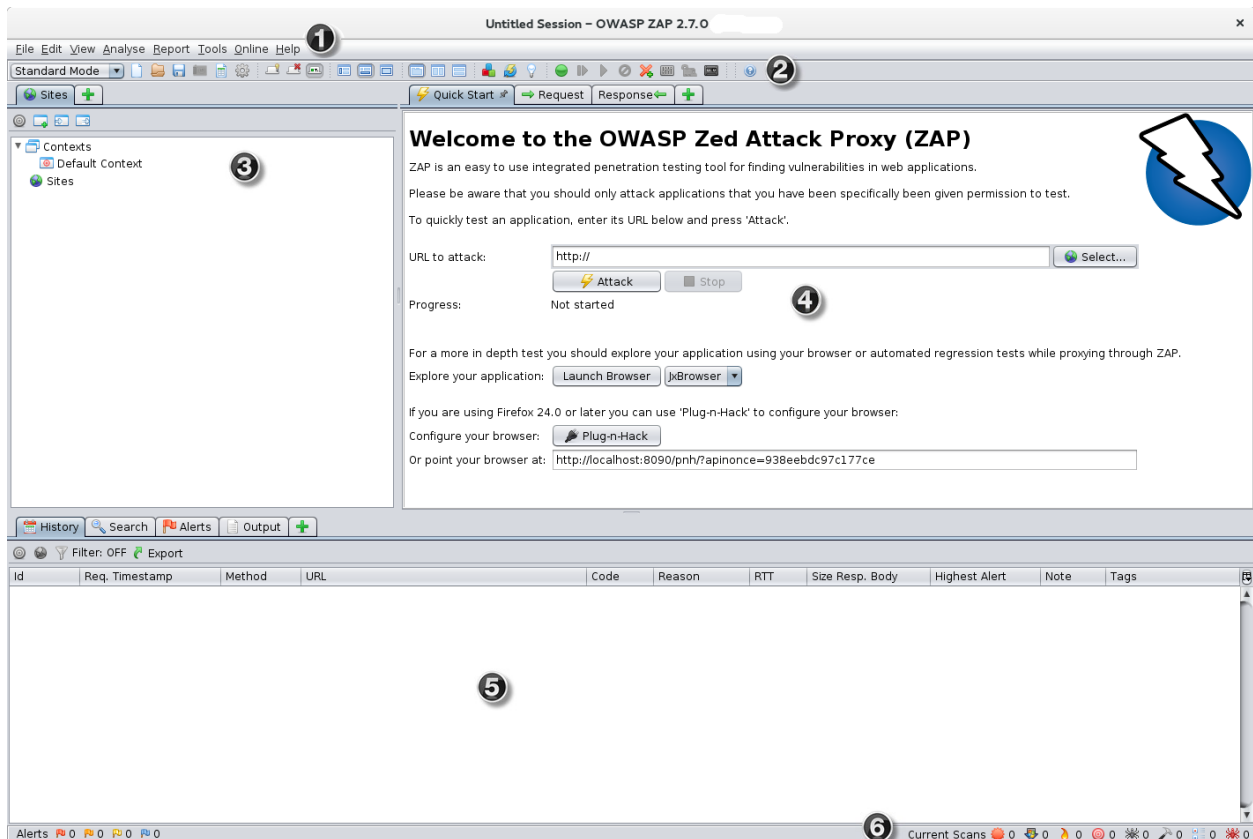 Untitled Session – OWASP ZAP 2.7.0
×
File Edit View Analyse Report Tools Online Help
1
Standard Mode
2
Sites
Quick Start
Request
Response
Welcome to the OWASP Zed Attack Proxy (ZAP)
Contexts
Default Context
3
Sites
ZAP is an easy to use integrated penetration testing tool for finding vulnerabilities in web applications.
Please be aware that you should only attack applications that you have been specifically been given permission to test.
To quickly test an application, enter its URL below and press 'Attack'.
URL to attack: http:// Select...
Attack Stop
4
Progress: Not started
For a more in depth test you should explore your application using your browser or automated regression tests while proxying through ZAP.
Explore your application: Launch Browser JxBrowser
If you are using Firefox 24.0 or later you can use 'Plug-n-Hack' to configure your browser:
Configure your browser: Plug-n-Hack
Or point your browser at: http://localhost:8090/pnh/?apinonce=938eebdc97c177ce
History Search Alerts Output
Filter: OFF Export
Id Req. Timestamp Method URL Code Reason RTT Size Resp. Body Highest Alert Note Tags
5
6
Alerts 0 0 0 0 Current Scans 0 0 0 0 0 0 0 0